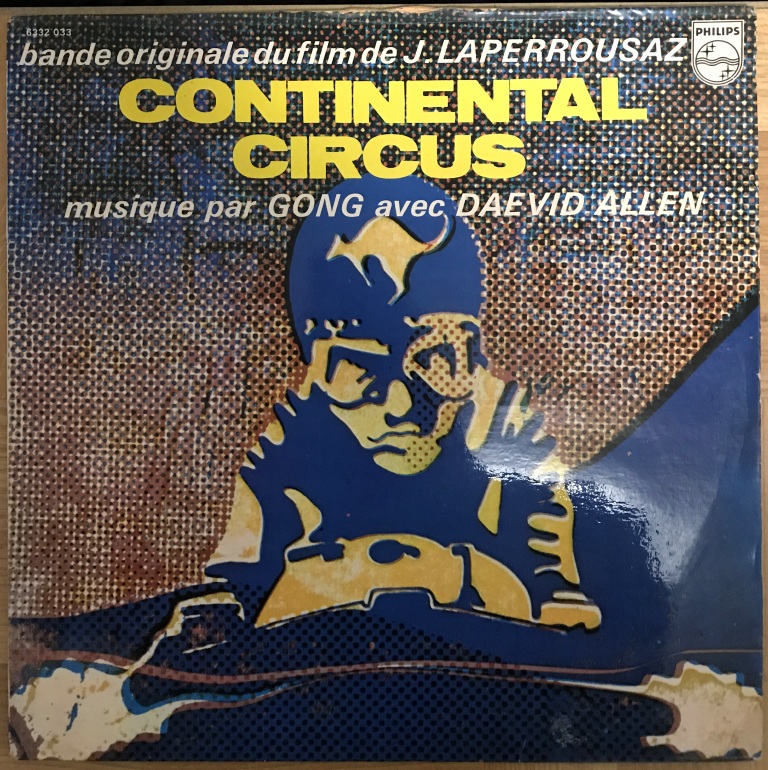 6332 033
bande originale du film de J. LAPERROUSAZ
PHILIPS
CONTINENTAL
CIRCUS
musique par GONG avec DAEVID ALLEN